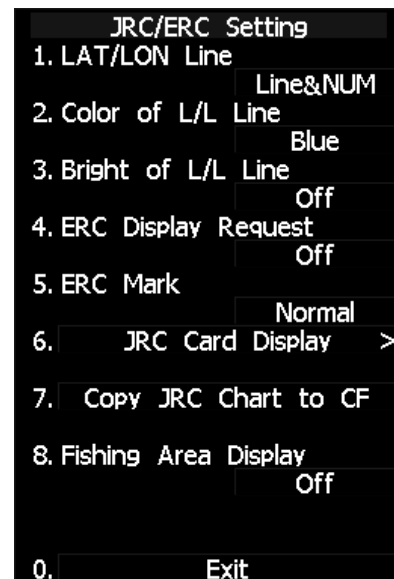 JRC/ERC Setting
1. LAT/LON Line
Line&NUM
2. Color of L/L Line
Blue
3. Bright of L/L Line
Off
4. ERC Display Request
Off
5. ERC Mark
Normal
6. JRC Card Display >
7. Copy JRC Chart to CF
8. Fishing Area Display
Off
0. Exit